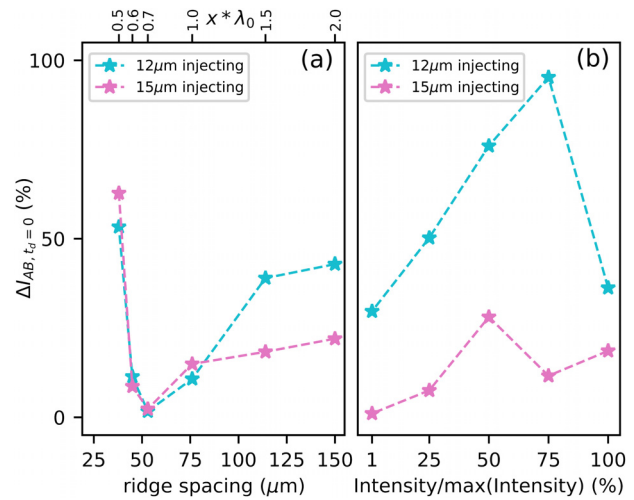 0.5
0.6
0.7
1.0
x * λ₀
1.5
2.0
(a)
(b)
12μm injecting
15μm injecting
12μm injecting
15μm injecting
100
50
0
ΔI_{AB, t_d = 0} (%)
25 50 75 100 125 150
ridge spacing (μm)
1 25 50 75 100
Intensity/max(Intensity) (%)